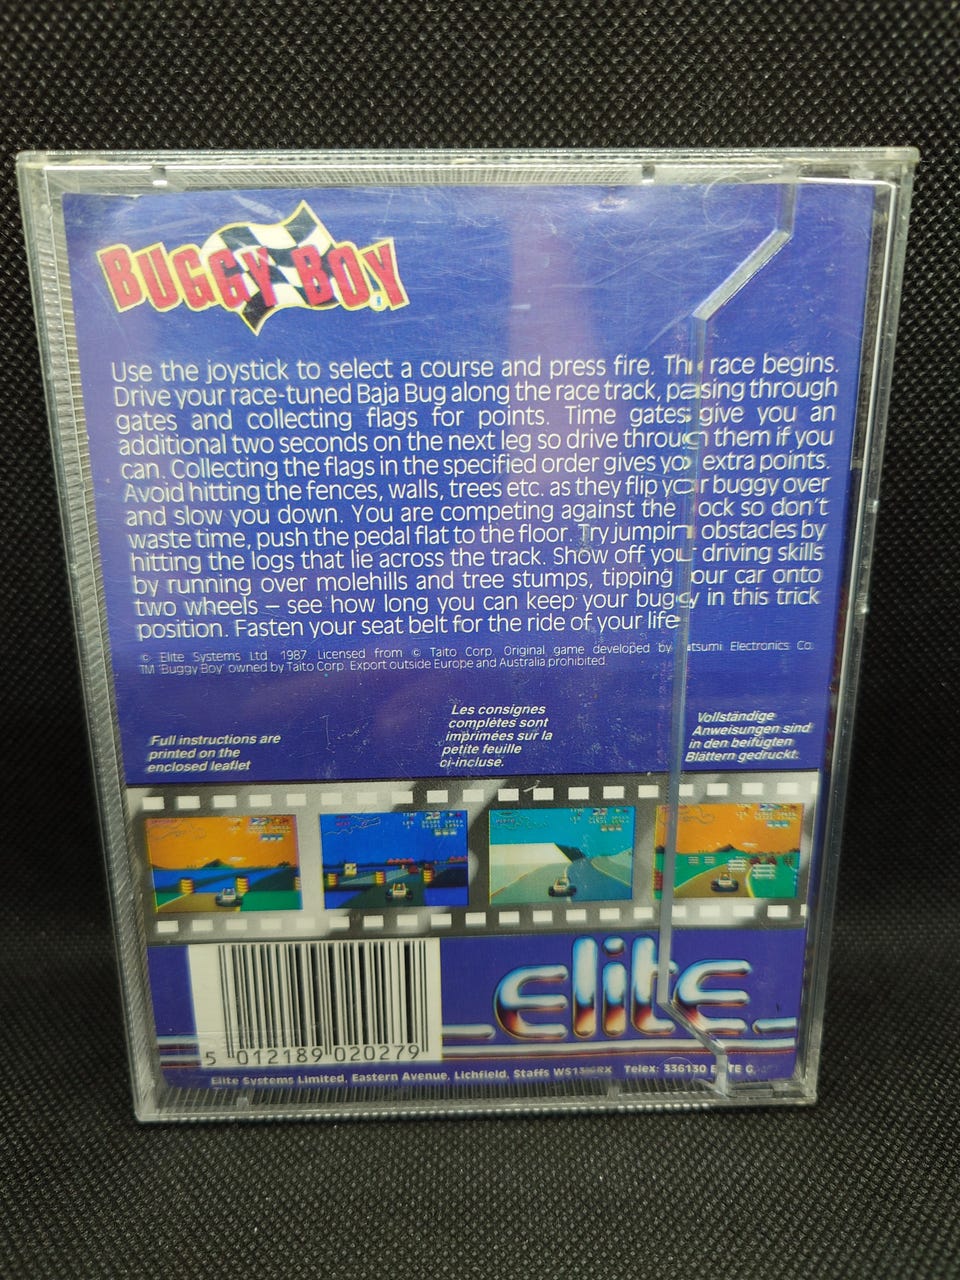 BUGGY BOY
Use the joystick to select a course and press fire. The race begins.
Drive your race-tuned Baja Bug along the race track, passing through
gates and collecting flags for points. Time gates give you an
additional two seconds on the next leg so drive through them if you
can. Collecting the flags in the specified order gives you extra points.
Avoid hitting the fences, walls, trees etc. as they flip your buggy over
and slow you down. You are competing against the clock so don't
waste time, push the pedal flat to the floor. Try jumping obstacles by
hitting the logs that lie across the track. Show off your driving skills
by running over molehills and tree stumps, tipping your car onto
two wheels – see how long you can keep your buggy in this trick
position. Fasten your seat belt for the ride of your life
© Elite Systems Ltd. 1987. Licensed from © Taito Corp. Original game developed by Tatsumi Electronics Co.
TM 'Buggy Boy' owned by Taito Corp. Export outside Europe and Australia prohibited.
Full instructions are
printed on the
enclosed leaflet
Les consignes
complètes sont
imprimées sur la
petite feuille
ci-incluse.
Vollständige
Anweisungen sind
in den beifügten
Blättern gedruckt.
elite
5 012189 020279
Elite Systems Limited, Eastern Avenue, Lichfield, Staffs Telex: 336130 ELITE G.